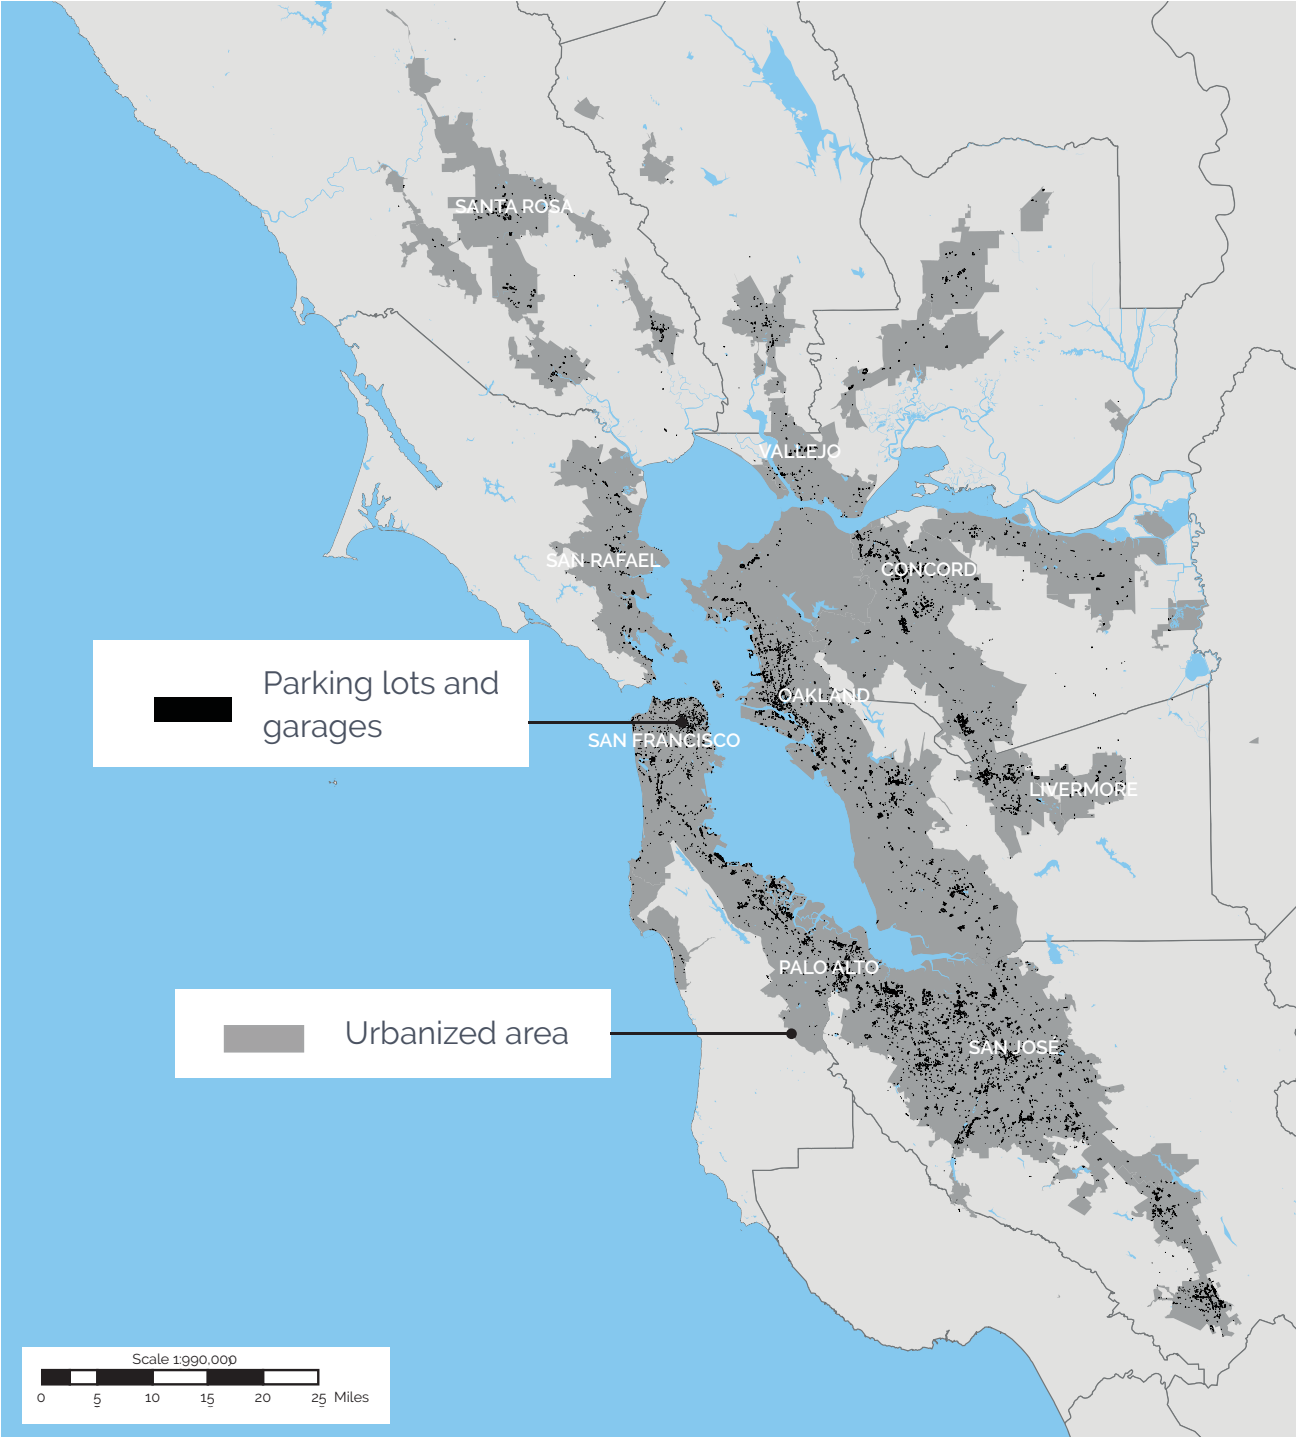 SANTA ROSA
VALLEJO
SAN RAFAEL
CONCORD
Parking lots and
garages
OAKLAND
SAN FRANCISCO
LIVERMORE
PALO ALTO
Urbanized area
SAN JOSÉ
Scale 1:990,000
0 5 10 15 20 25 Miles